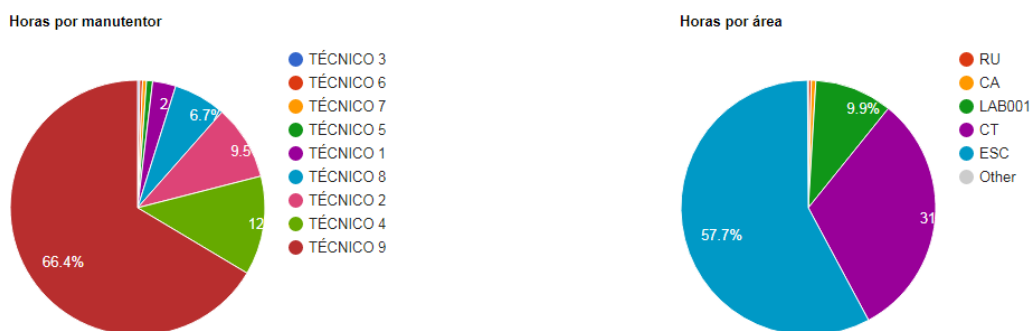 Horas por manutentor
TÉCNICO 3
TÉCNICO 6
TÉCNICO 7
TÉCNICO 5
TÉCNICO 1
TÉCNICO 8
TÉCNICO 2
TÉCNICO 4
TÉCNICO 9
2
6.7%
9.5
12
66.4%
Horas por área
RU
CA
LAB001
CT
ESC
Other
9.9%
31
57.7%